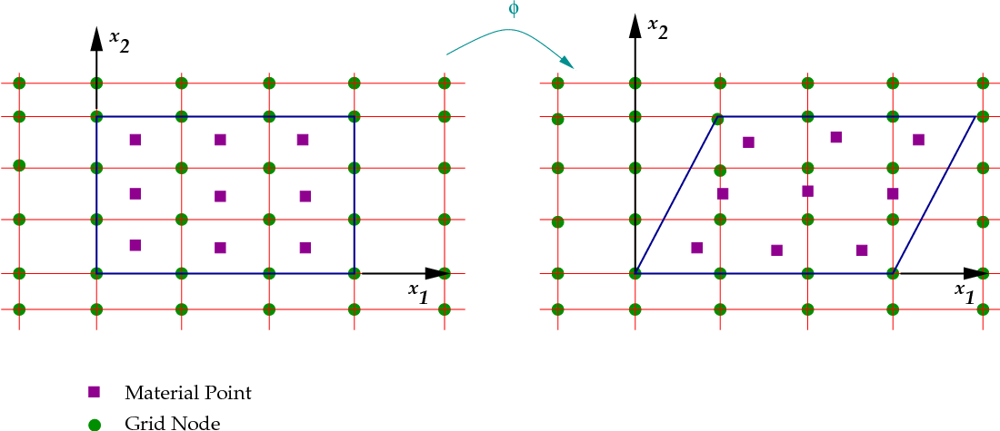 ϕ
x2
x2
x1
x1
Material Point
Grid Node